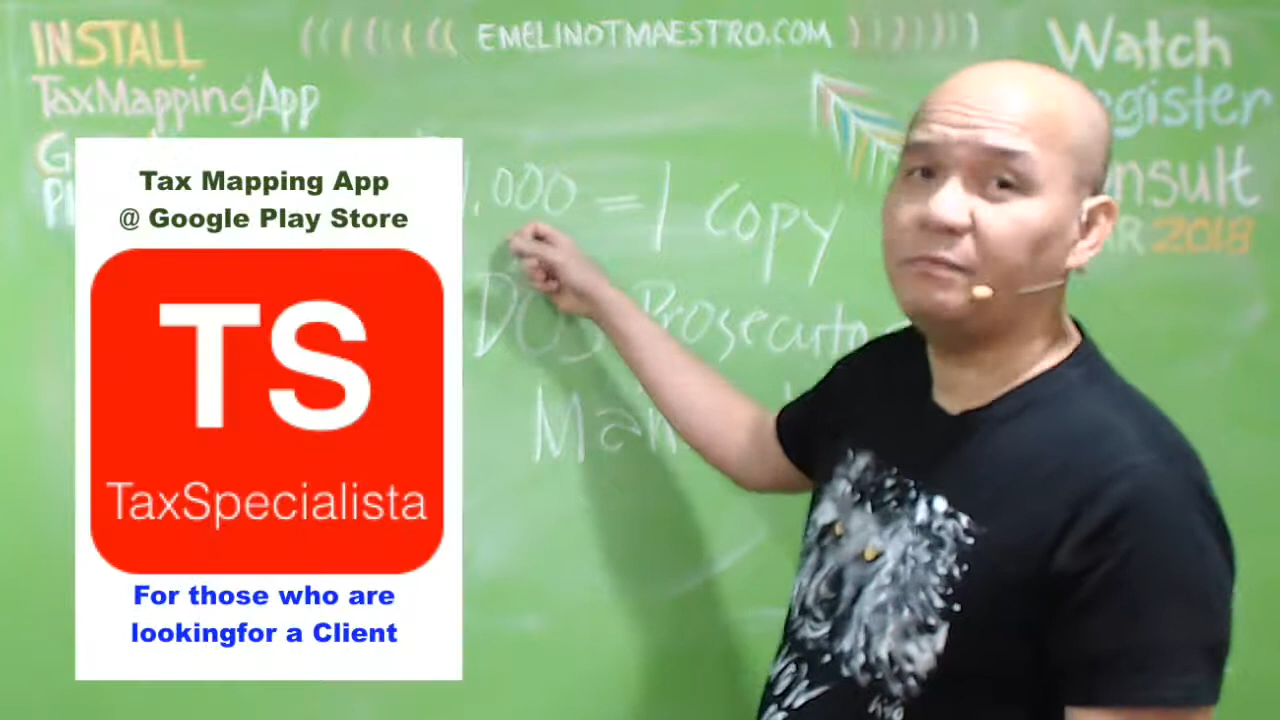 INSTALL
TaxMappingApp
EMELINOTMAESTRO.COM
Watch
Consult
2018
Tax Mapping App
@ Google Play Store
TS
TaxSpecialista
For those who are
lookingfor a Client
.000 = 1 Copy
DOJ Prosecuto